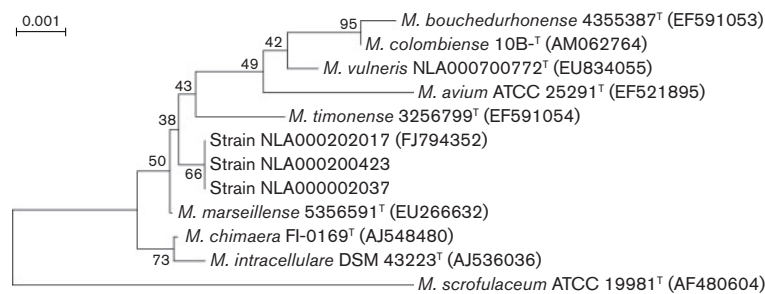 0.001
95
M. bouchedurhonense 4355387ᵀ (EF591053)
M. colombiense 10B-ᵀ (AM062764)
42
M. vulneris NLA000700772ᵀ (EU834055)
49
M. avium ATCC 25291ᵀ (EF521895)
43
M. timonense 3256799ᵀ (EF591054)
38
Strain NLA000202017 (FJ794352)
Strain NLA000200423
66
Strain NLA000002037
50
M. marseillense 5356591ᵀ (EU266632)
M. chimaera FI-0169ᵀ (AJ548480)
73
M. intracellulare DSM 43223ᵀ (AJ536036)
M. scrofulaceum ATCC 19981ᵀ (AF480604)